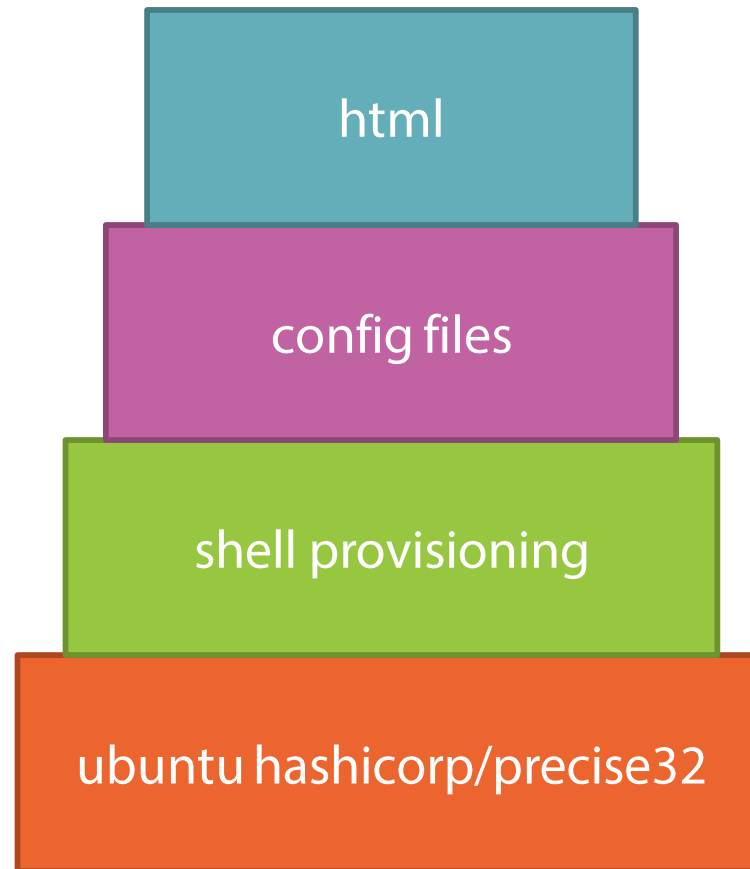 html
config files
shell provisioning
ubuntu hashicorp/precise32